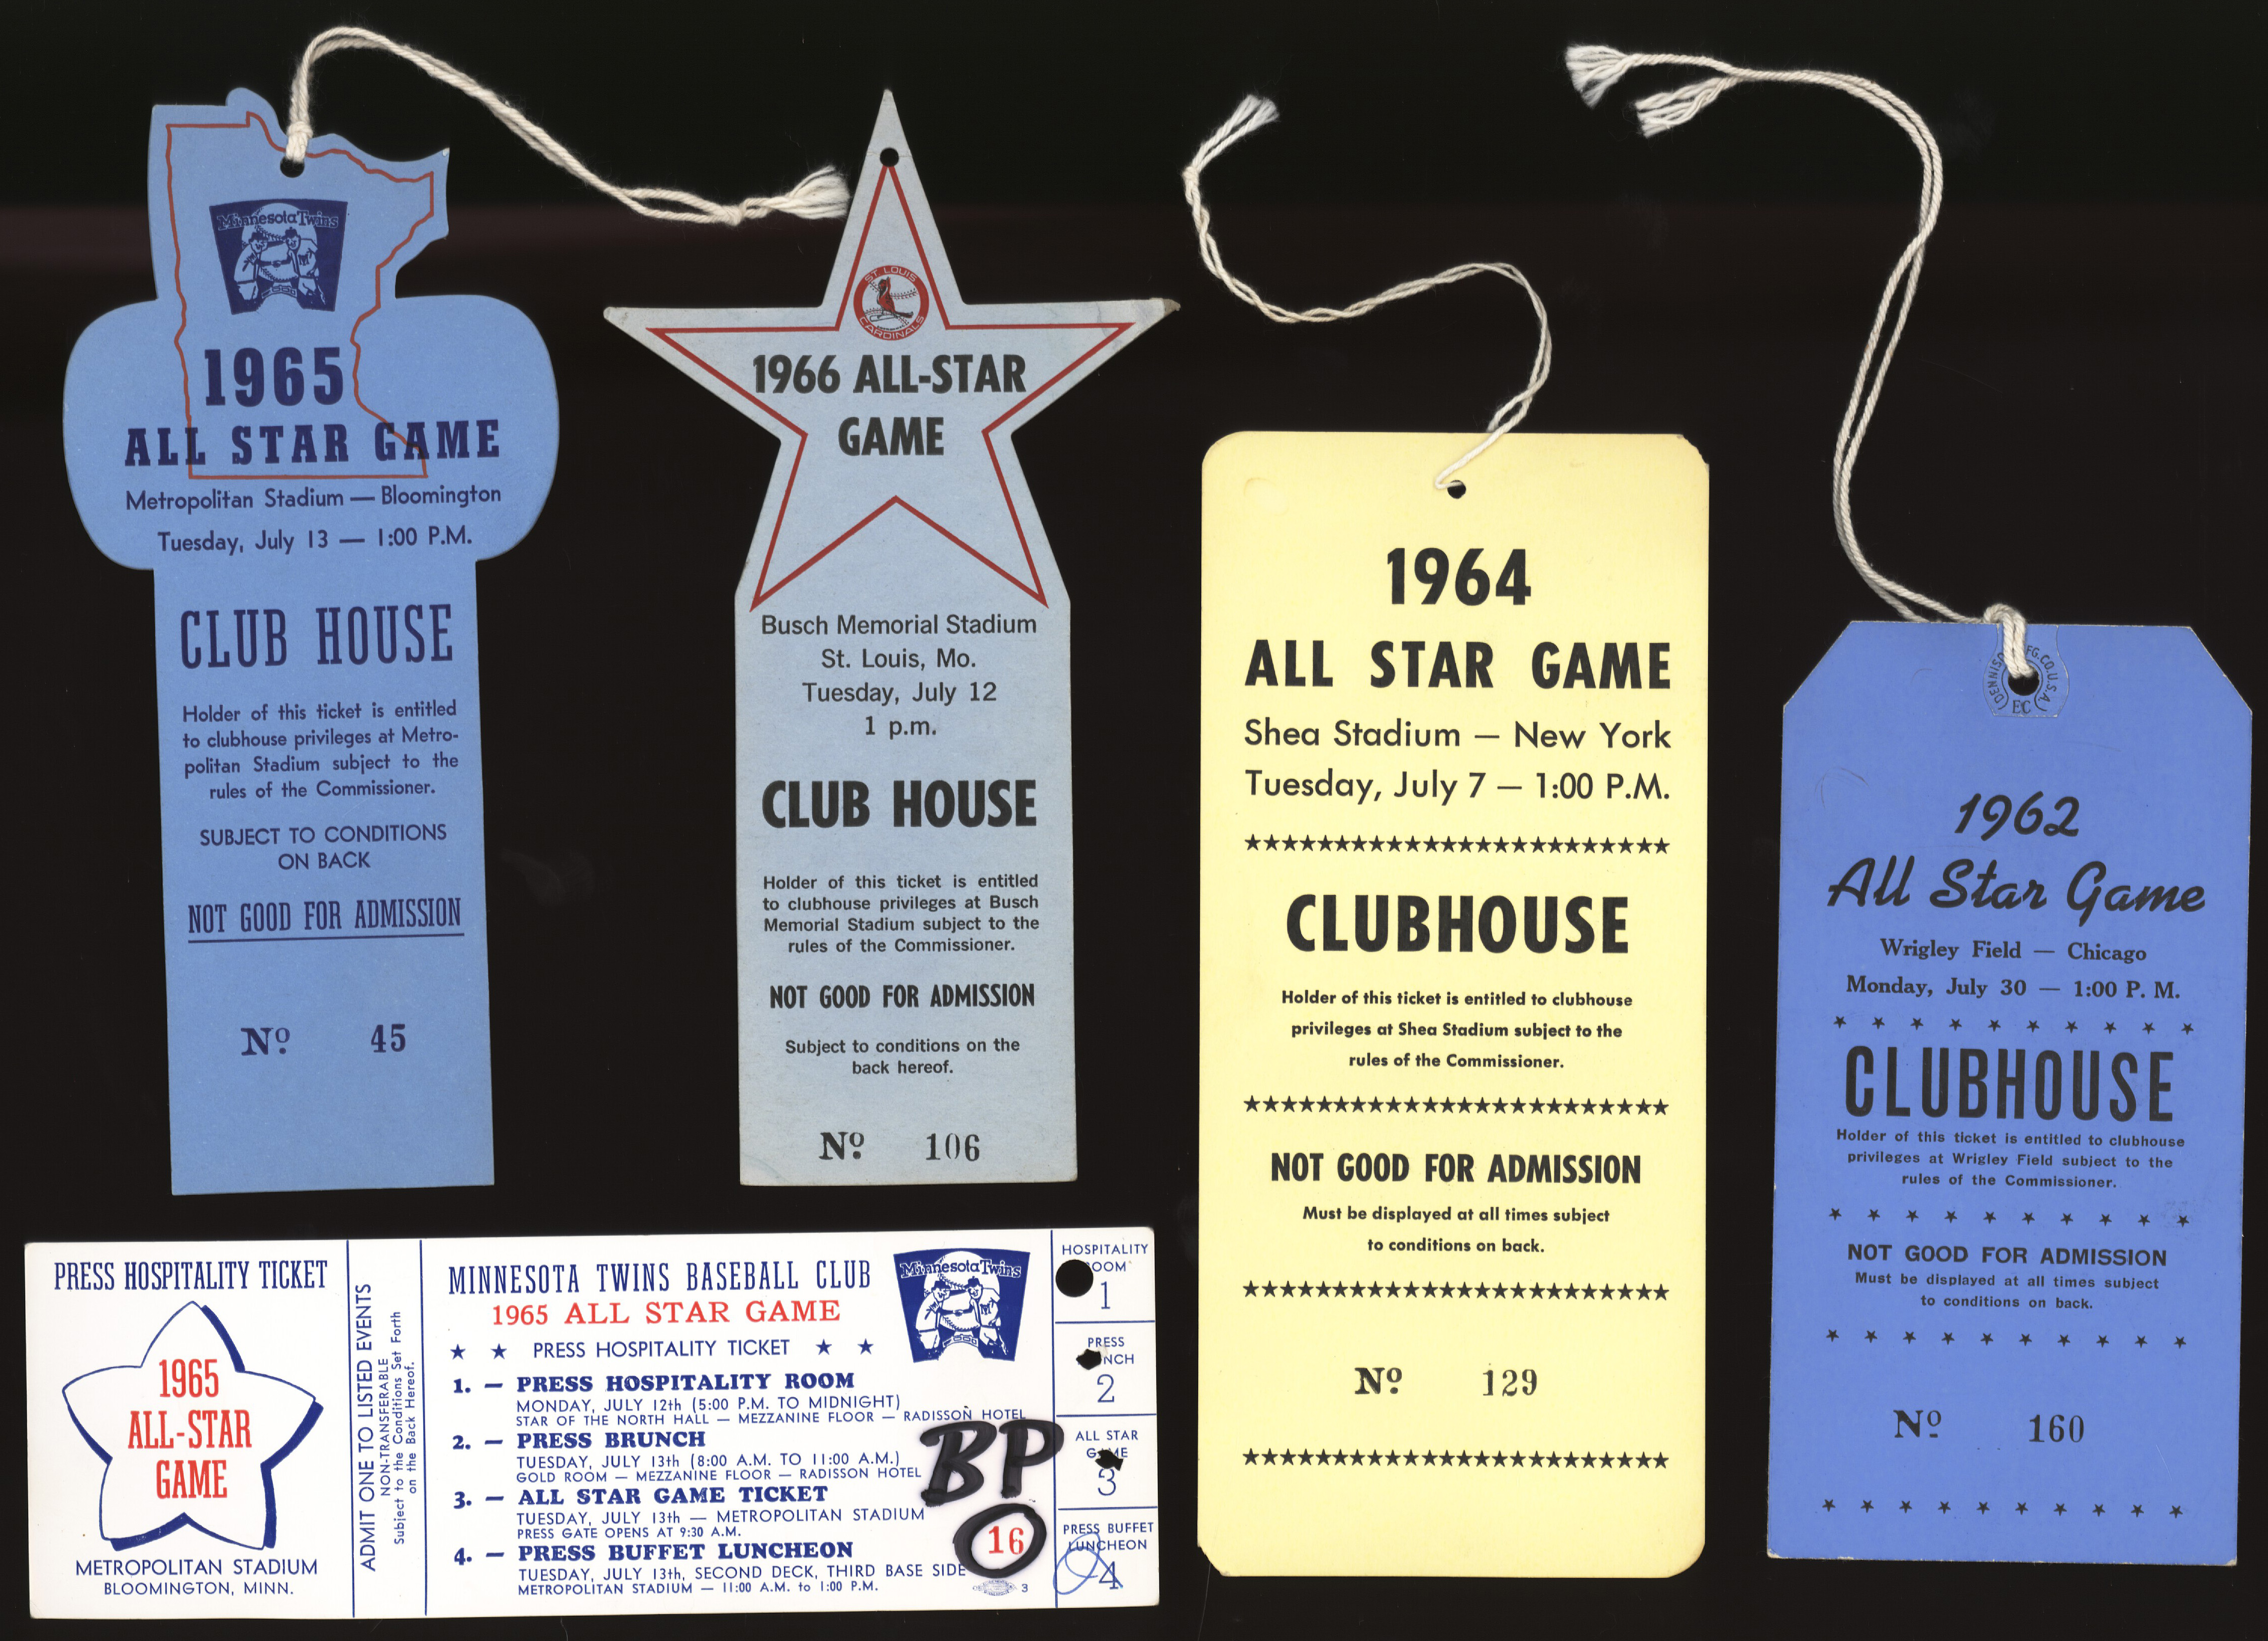 Minnesota Twins
1965
ALL STAR GAME
Metropolitan Stadium — Bloomington
Tuesday, July 13 — 1:00 P.M.
CLUB HOUSE
Holder of this ticket is entitled
to clubhouse privileges at Metro-
politan Stadium subject to the
rules of the Commissioner.
SUBJECT TO CONDITIONS
ON BACK
NOT GOOD FOR ADMISSION
Nº 45
ST. LOUIS
CARDINALS
1966 ALL-STAR
GAME
Busch Memorial Stadium
St. Louis, Mo.
Tuesday, July 12
1 p.m.
CLUB HOUSE
Holder of this ticket is entitled
to clubhouse privileges at Busch
Memorial Stadium subject to the
rules of the Commissioner.
NOT GOOD FOR ADMISSION
Subject to conditions on the
back hereof.
Nº 106
1964
ALL STAR GAME
Shea Stadium — New York
Tuesday, July 7 — 1:00 P.M.
CLUBHOUSE
Holder of this ticket is entitled to clubhouse
privileges at Shea Stadium subject to the
rules of the Commissioner.
NOT GOOD FOR ADMISSION
Must be displayed at all times subject
to conditions on back.
Nº 129
FG.CO.U.S.A.
EC
1962
All Star Game
Wrigley Field — Chicago
Monday, July 30 — 1:00 P. M.
CLUBHOUSE
Holder of this ticket is entitled to clubhouse
privileges at Wrigley Field subject to the
rules of the Commissioner.
NOT GOOD FOR ADMISSION
Must be displayed at all times subject
to conditions on back.
Nº 160
PRESS HOSPITALITY TICKET
1965
ALL-STAR
GAME
METROPOLITAN STADIUM
BLOOMINGTON, MINN.
ADMIT ONE TO LISTED EVENTS
NON-TRANSFERABLE
Subject to the Conditions Set Forth
on the Back Hereof.
MINNESOTA TWINS BASEBALL CLUB
1965 ALL STAR GAME
PRESS HOSPITALITY TICKET
Minnesota Twins
1. — PRESS HOSPITALITY ROOM
MONDAY, JULY 12th (5:00 P.M. TO MIDNIGHT)
STAR OF THE NORTH HALL — MEZZANINE FLOOR — RADISSON HOTEL
2. — PRESS BRUNCH
TUESDAY, JULY 13th (8:00 A.M. TO 11:00 A.M.)
GOLD ROOM — MEZZANINE FLOOR — RADISSON HOTEL
3. — ALL STAR GAME TICKET
TUESDAY, JULY 13th — METROPOLITAN STADIUM
PRESS GATE OPENS AT 9:30 A.M.
4. — PRESS BUFFET LUNCHEON
TUESDAY, JULY 13th, SECOND DECK, THIRD BASE SIDE
METROPOLITAN STADIUM — 11:00 A.M. to 1:00 P.M.
BP
16
3
HOSPITALITY
OOM
1
PRESS
NCH
2
ALL STAR
G ME
3
PRESS BUFFET
LUNCHEON
4